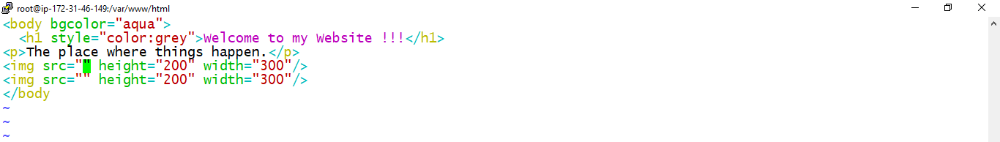 root@ip-172-31-46-149:/var/www/html
<body bgcolor="aqua">
  <h1 style="color:grey">Welcome to my Website !!!</h1>
<p>The place where things happen.</p>
<img src="" height="200" width="300"/>
<img src="" height="200" width="300"/>
</body
~
~
~